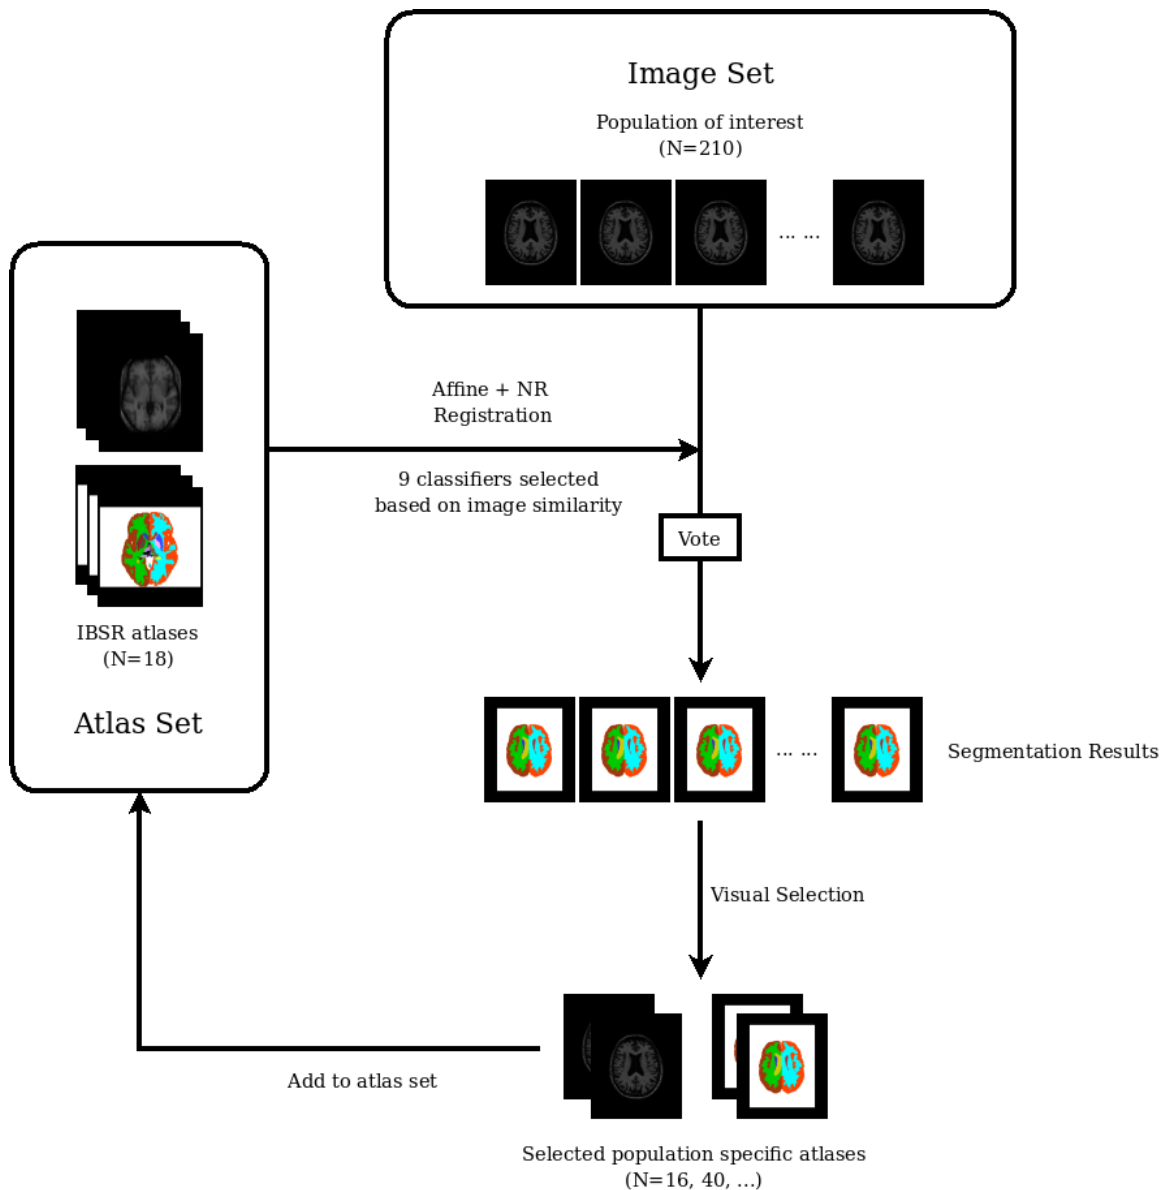 Image Set
Population of interest
(N=210)
... ...
Affine + NR
Registration
9 classifiers selected
based on image similarity
Vote
IBSR atlases
(N=18)
Atlas Set
... ...
Segmentation Results
Visual Selection
Add to atlas set
Selected population specific atlases
(N=16, 40, ...)